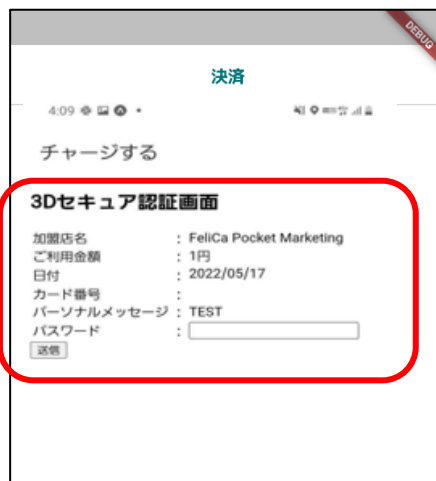 DEBUG
決済
4:09
チャージする
3Dセキュア認証画面
加盟店名 : FeliCa Pocket Marketing
ご利用金額 : 1円
日付 : 2022/05/17
カード番号 :
パーソナルメッセージ : TEST
パスワード :
送信